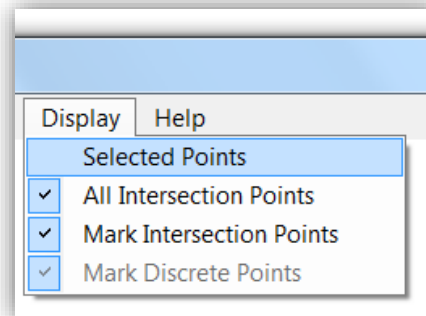 Display Help
Selected Points
All Intersection Points
Mark Intersection Points
Mark Discrete Points